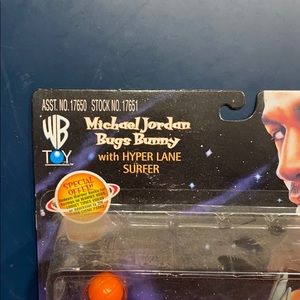 ASST. NO. 17650 STOCK NO. 17651
WB
TOY
Michael Jordan
Bugs Bunny
with HYPER LANE
SURFER
SPECIAL
OFFER!